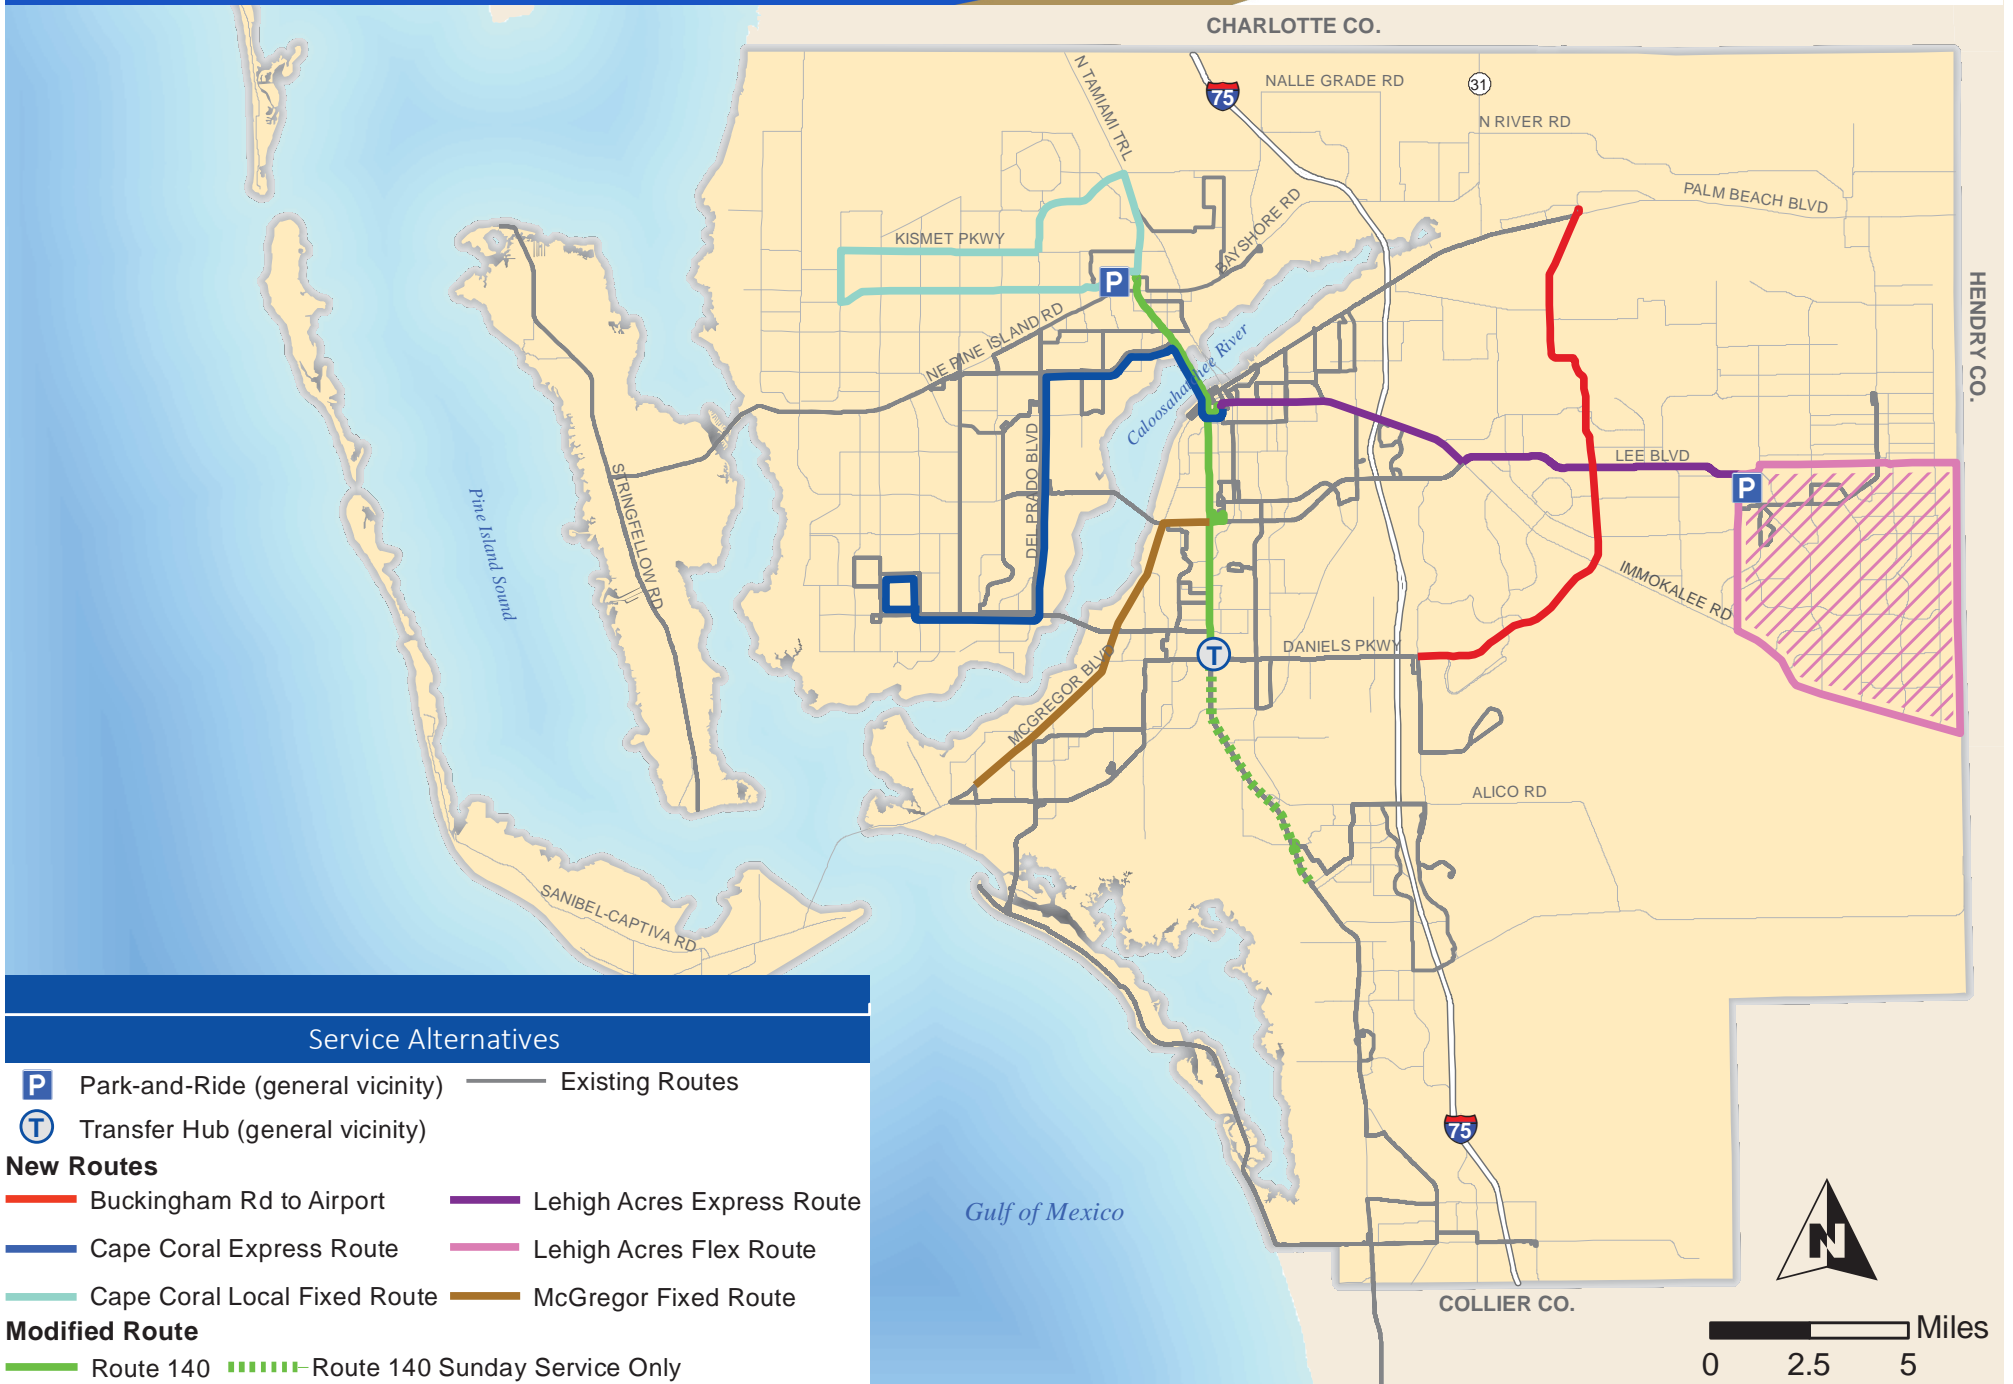 CHARLOTTE CO.
N TAMIAMI TRL
75
NALLE GRADE RD
31
N RIVER RD
PALM BEACH BLVD
BAYSHORE RD
KISMET PKWY
P
HENDRY CO.
NE PINE ISLAND RD
Caloosahatchee River
DEL PRADO BLVD
LEE BLVD
P
STRINGFELLOW RD
Pine Island Sound
IMMOKALEE RD
DANIELS PKWY
T
MCGREGOR BLVD
ALICO RD
SANIBEL-CAPTIVA RD
Service Alternatives
P Park-and-Ride (general vicinity)
Existing Routes
T Transfer Hub (general vicinity)
New Routes
Buckingham Rd to Airport
Lehigh Acres Express Route
Cape Coral Express Route
Lehigh Acres Flex Route
Cape Coral Local Fixed Route
McGregor Fixed Route
Modified Route
Route 140
Route 140 Sunday Service Only
75
Gulf of Mexico
N
COLLIER CO.
Miles
0 2.5 5